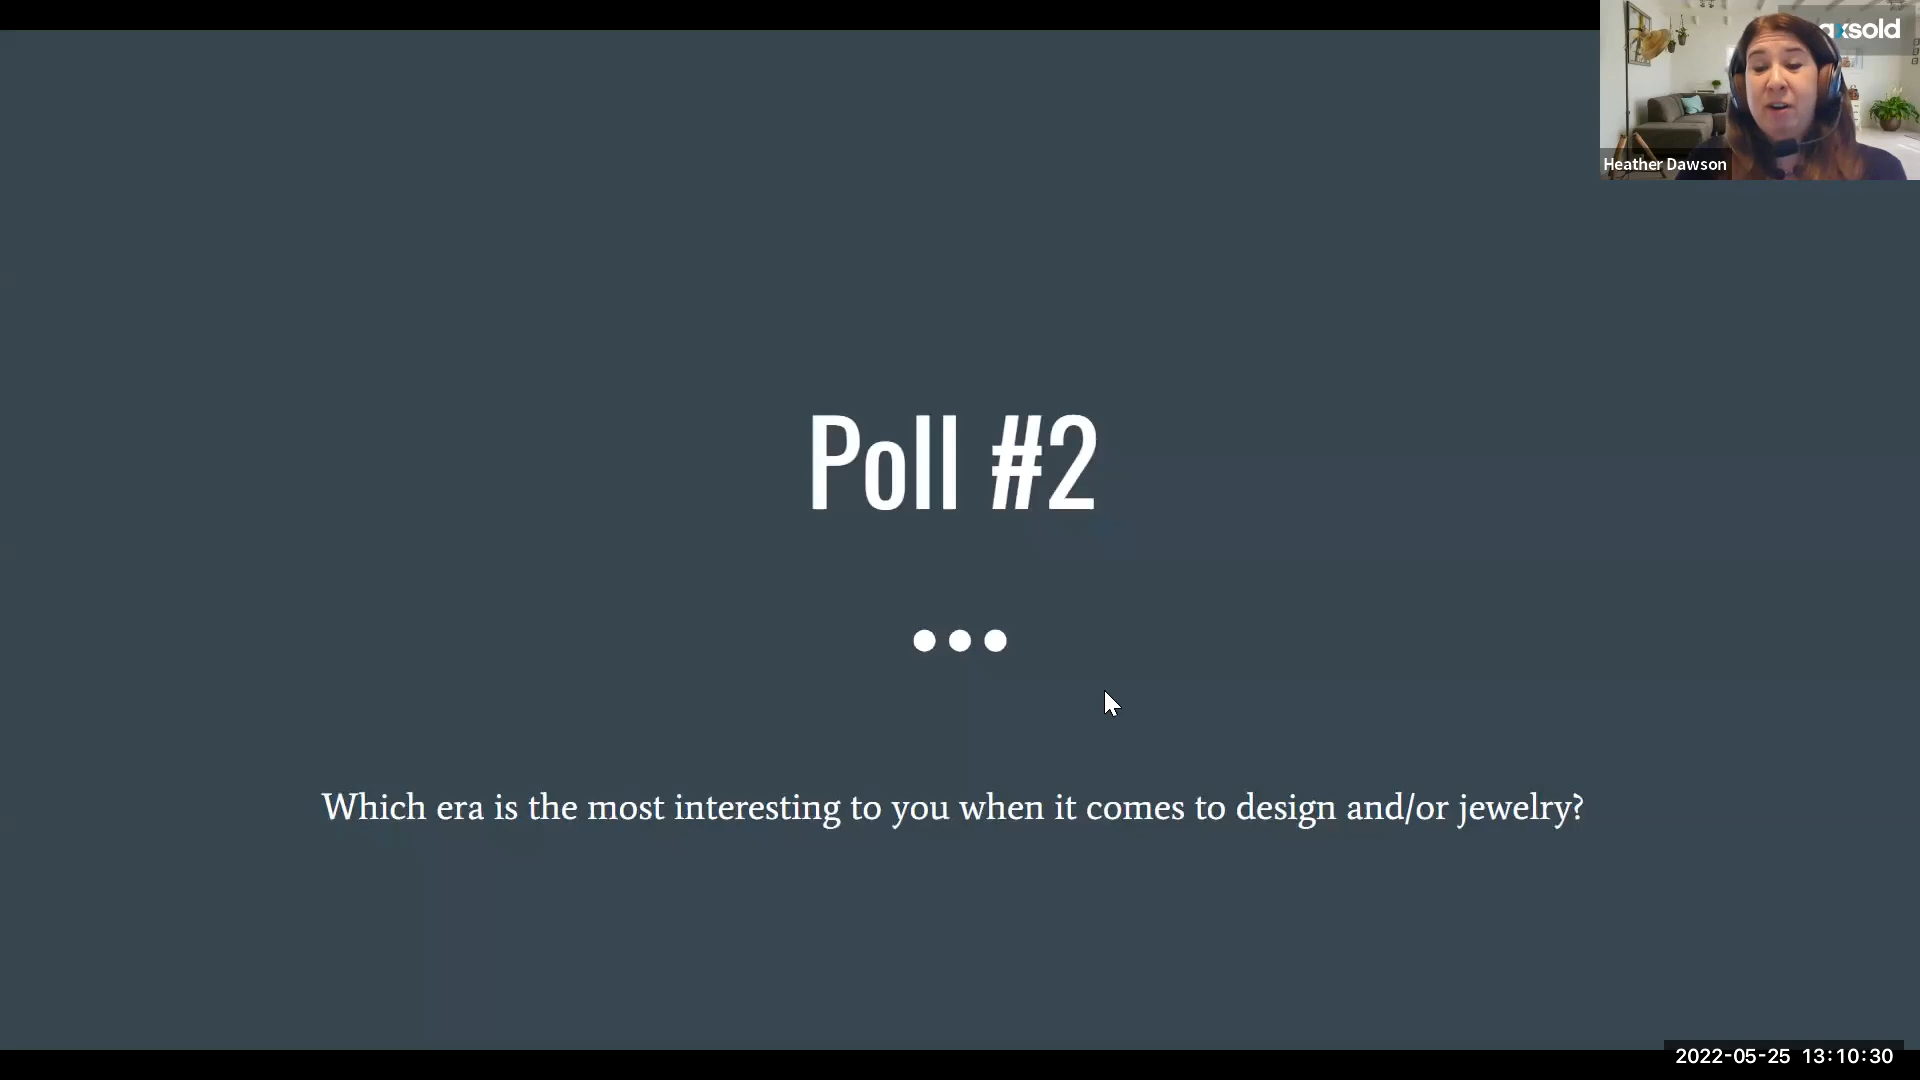 axsold
Heather Dawson
Poll #2
Which era is the most interesting to you when it comes to design and/or jewelry?
2022-05-25 13:10:30